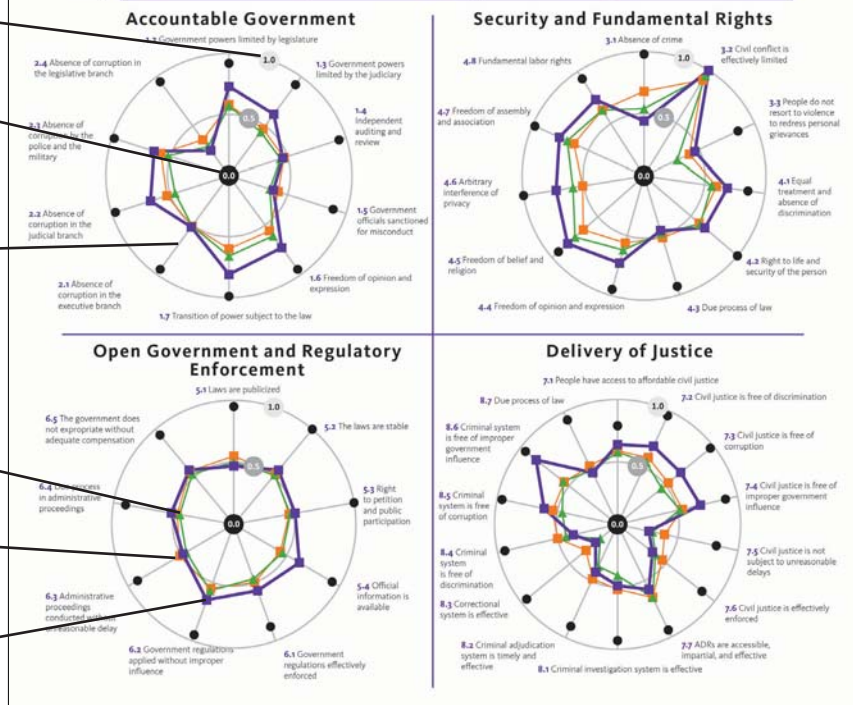 Accountable Government
1.2 Government powers limited by legislature
1.0
2.4 Absence of corruption in
the legislative branch
1.3 Government powers
limited by the judiciary
1.4
Independent
auditing and
review
0.5
2.3 Absence of
corruption by the
police and the
military
0.0
2.2 Absence of
corruption in the
judicial branch
1.5 Government
officials sanctioned
for misconduct
2.1 Absence of
corruption in the
executive branch
1.6 Freedom of opinion and
expression
1.7 Transition of power subject to the law
Security and Fundamental Rights
3.1 Absence of crime
1.0
3.2 Civil conflict is
effectively limited
4.8 Fundamental labor rights
3.3 People do not
resort to violence
to redress personal
grievances
4.7 Freedom of assembly
and association
0.5
0.0
4.6 Arbitrary
interference of
privacy
4.1 Equal
treatment and
absence of
discrimination
4.5 Freedom of belief and
religion
4.2 Right to life and
security of the person
4.4 Freedom of opinion and expression
4.3 Due process of law
Open Government and Regulatory
Enforcement
5.1 Laws are publicized
1.0
6.5 The government does
not expropriate without
adequate compensation
5.2 The laws are stable
0.5
6.4 Due process
in administrative
proceedings
5.3 Right
to petition
and public
participation
0.0
6.3 Administrative
proceedings
conducted without
unreasonable delay
5.4 Official
information is
available
6.2 Government regulations
applied without improper
influence
6.1 Government
regulations effectively
enforced
Delivery of Justice
7.1 People have access to affordable civil justice
8.7 Due process of law
1.0
7.2 Civil justice is free of discrimination
8.6 Criminal system
is free of improper
government
influence
7.3 Civil justice is free of
corruption
0.5
8.5 Criminal
system is free
of corruption
7.4 Civil justice is free of
improper government
influence
0.0
8.4 Criminal
system
is free of
discrimination
7.5 Civil justice is not
subject to unreasonable
delays
8.3 Correctional
system is effective
7.6 Civil justice is effectively
enforced
8.2 Criminal adjudication
system is timely and
effective
7.7 ADRs are accessible,
impartial, and effective
8.1 Criminal investigation system is effective